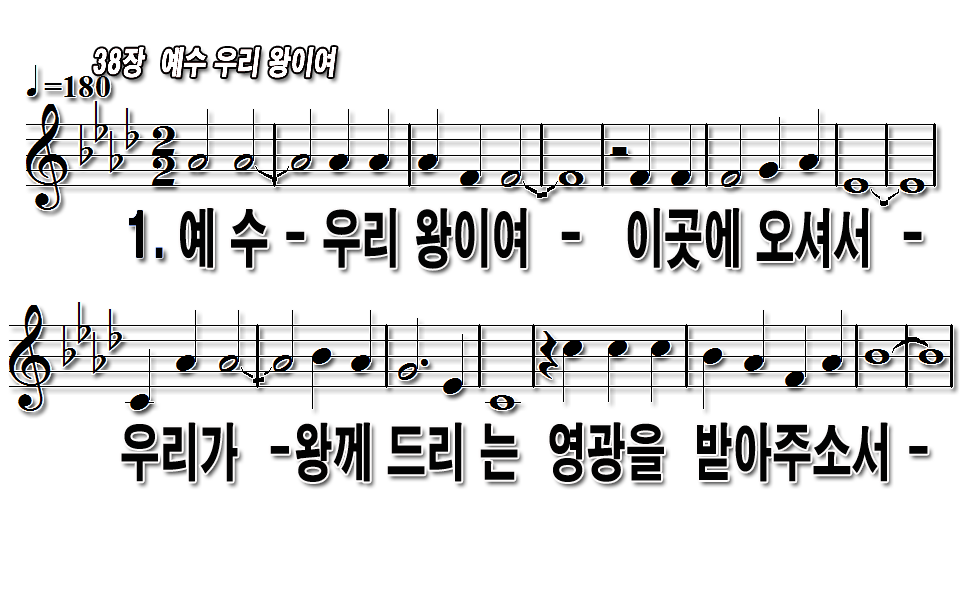 38장 예수 우리 왕이여
♩=180
1. 예 수 - 우리 왕이여 - 이곳에 오셔서 -
우리가 -왕께 드리 는 영광을 받아주소서 -